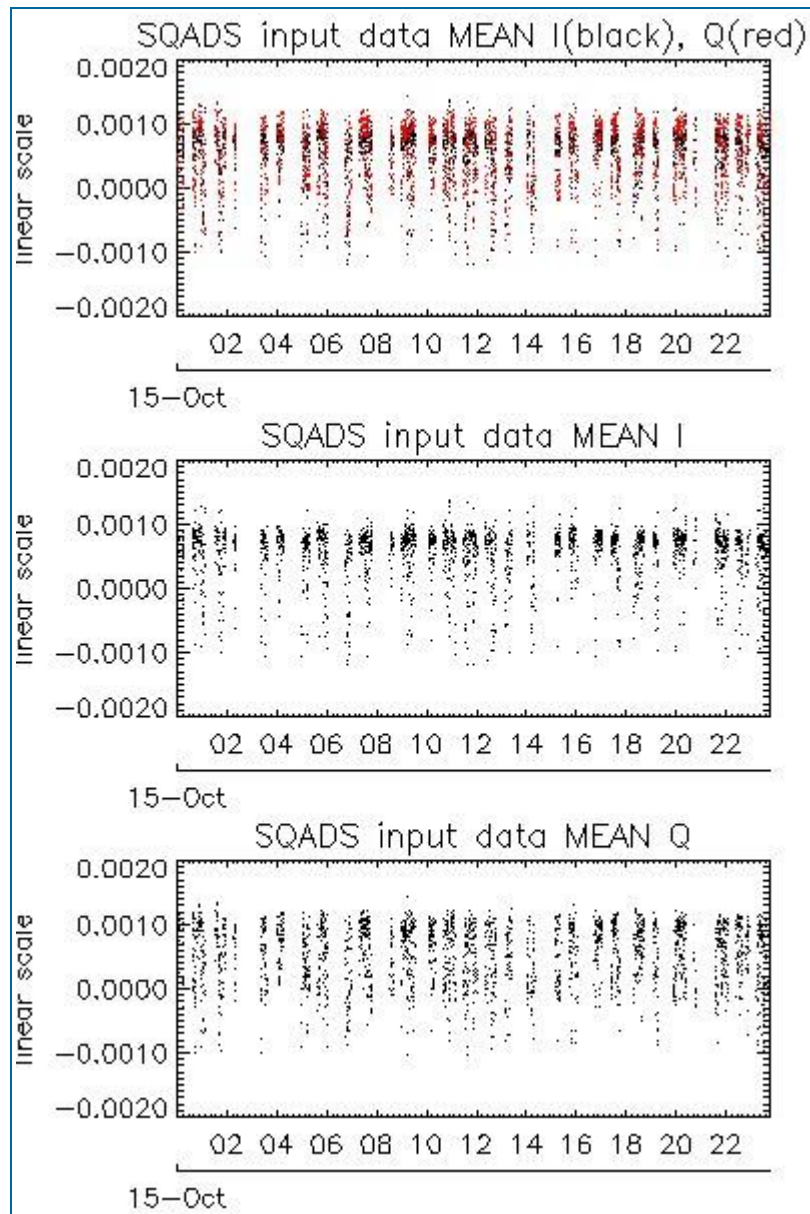 SQADS input data MEAN I(black), Q(red)
0.0020
0.0010
0.0000
−0.0010
−0.0020
linear scale
02 04 06 08 10 12 14 16 18 20 22
15−Oct
SQADS input data MEAN I
0.0020
0.0010
0.0000
−0.0010
−0.0020
linear scale
02 04 06 08 10 12 14 16 18 20 22
15−Oct
SQADS input data MEAN Q
0.0020
0.0010
0.0000
−0.0010
−0.0020
linear scale
02 04 06 08 10 12 14 16 18 20 22
15−Oct